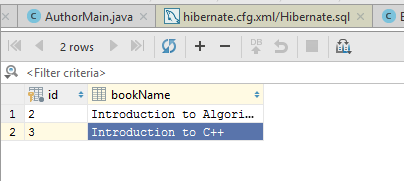 AuthorMain.java hibernate.cfg.xml/Hibernate.sql
2 rows DB
<Filter criteria>
id bookName
1 2 Introduction to Algori...
2 3 Introduction to C++